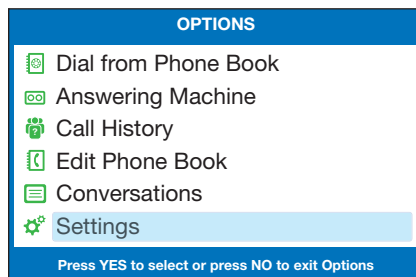 OPTIONS
Dial from Phone Book
Answering Machine
Call History
Edit Phone Book
Conversations
Settings
Press YES to select or press NO to exit Options